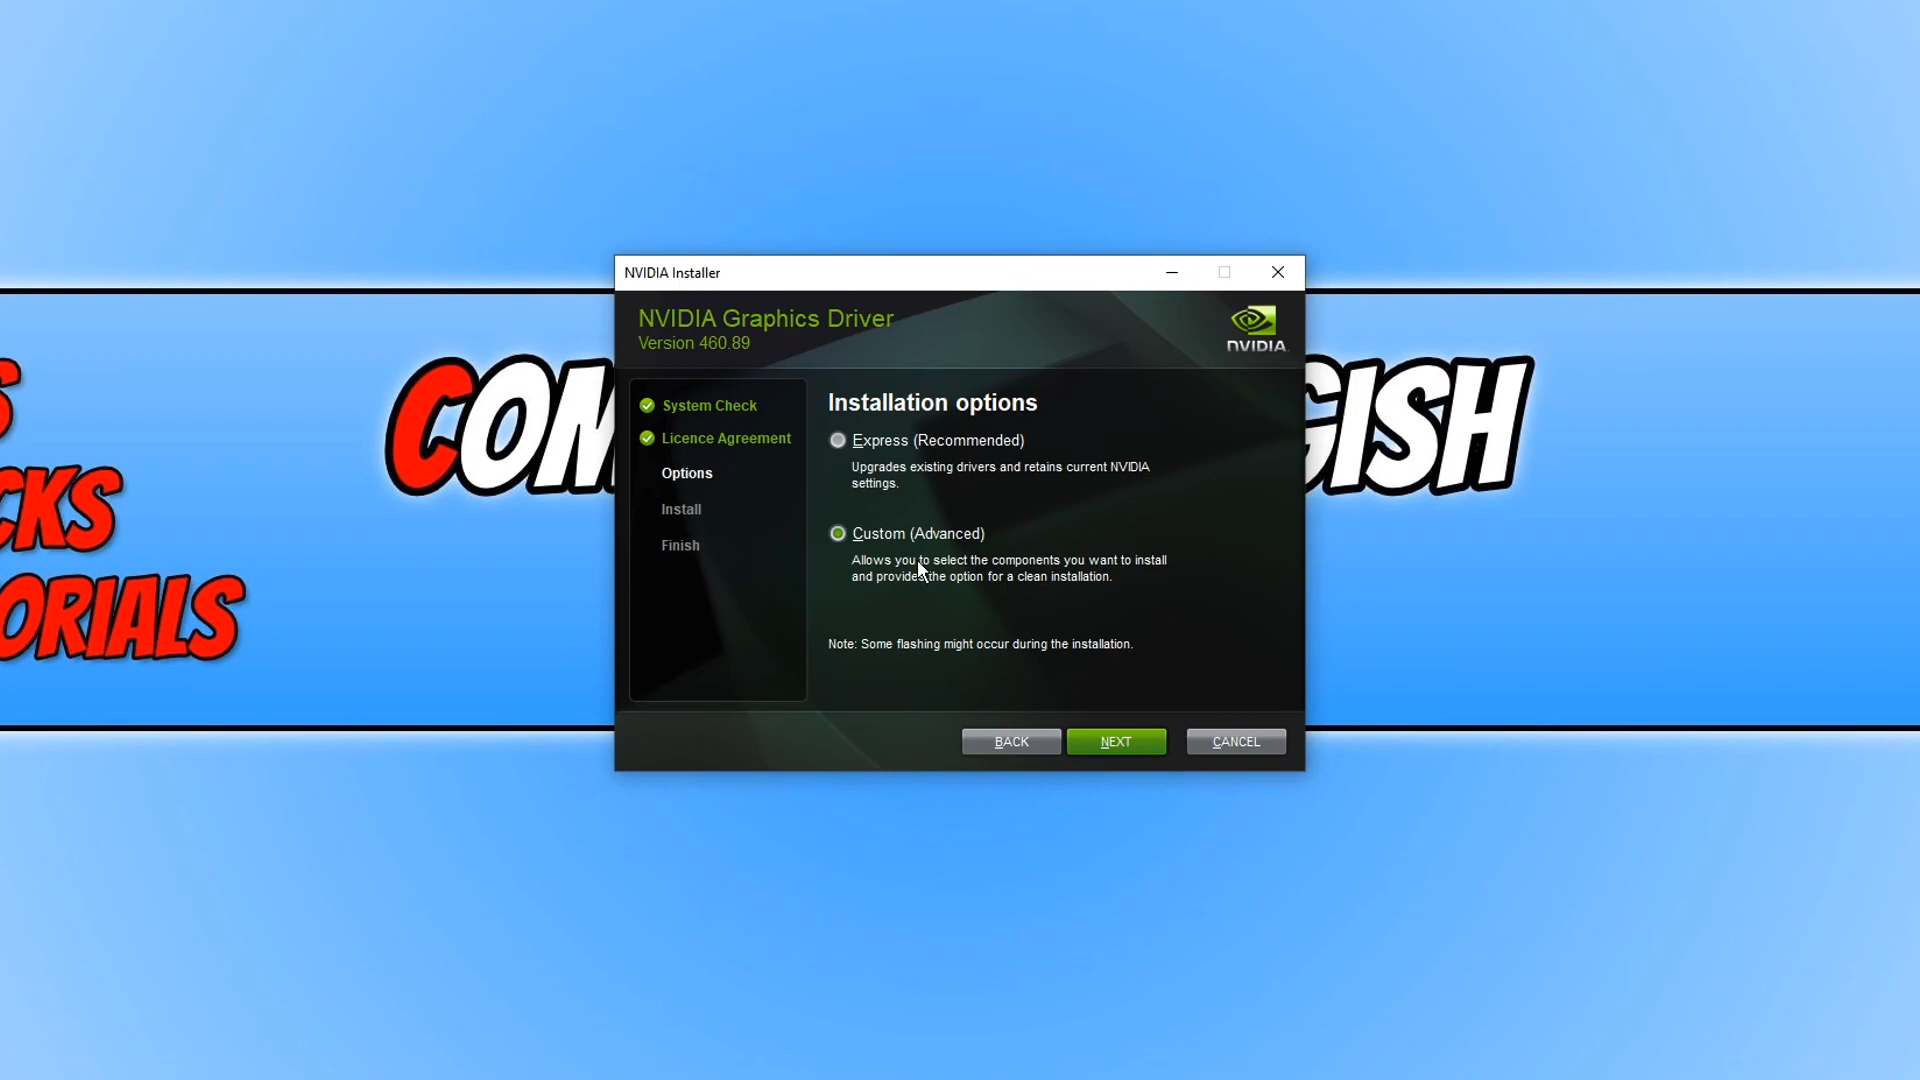 NVIDIA Installer
NVIDIA Graphics Driver
Version 460.89
NVIDIA
System Check
Licence Agreement
Options
Install
Finish
Installation options
Express (Recommended)
Upgrades existing drivers and retains current NVIDIA
settings.
Custom (Advanced)
Allows you to select the components you want to install
and provides the option for a clean installation.
Note: Some flashing might occur during the installation.
BACK
NEXT
CANCEL
COM
GISH
S
CKS
ORIALS